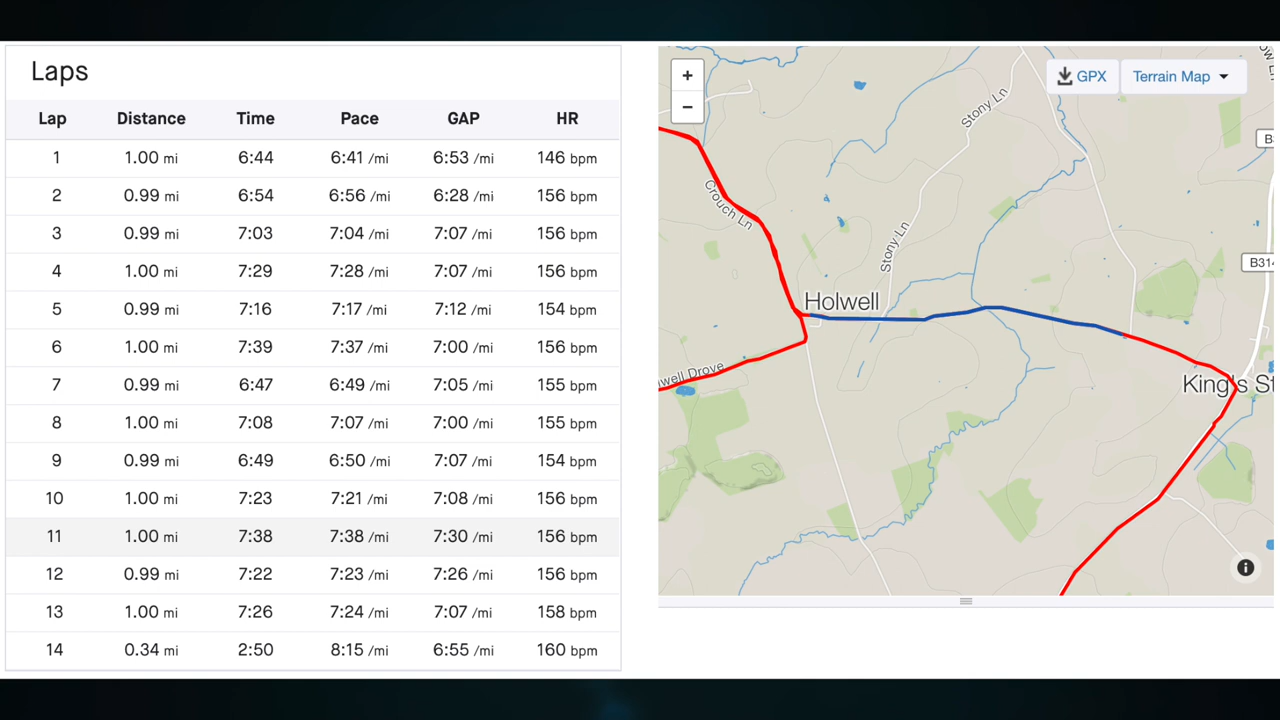 Laps
Lap Distance Time Pace GAP HR
1 1.00 mi 6:44 6:41 /mi 6:53 /mi 146 bpm
2 0.99 mi 6:54 6:56 /mi 6:28 /mi 156 bpm
3 0.99 mi 7:03 7:04 /mi 7:07 /mi 156 bpm
4 1.00 mi 7:29 7:28 /mi 7:07 /mi 156 bpm
5 0.99 mi 7:16 7:17 /mi 7:12 /mi 154 bpm
6 1.00 mi 7:39 7:37 /mi 7:00 /mi 156 bpm
7 0.99 mi 6:47 6:49 /mi 7:05 /mi 155 bpm
8 1.00 mi 7:08 7:07 /mi 7:00 /mi 155 bpm
9 0.99 mi 6:49 6:50 /mi 7:07 /mi 154 bpm
10 1.00 mi 7:23 7:21 /mi 7:08 /mi 156 bpm
11 1.00 mi 7:38 7:38 /mi 7:30 /mi 156 bpm
12 0.99 mi 7:22 7:23 /mi 7:26 /mi 156 bpm
13 1.00 mi 7:26 7:24 /mi 7:07 /mi 158 bpm
14 0.34 mi 2:50 8:15 /mi 6:55 /mi 160 bpm
+
−
GPX
Terrain Map
Stony Ln
Crouch Ln
Stony Ln
B314
Holwell
well Drove
King's St
i